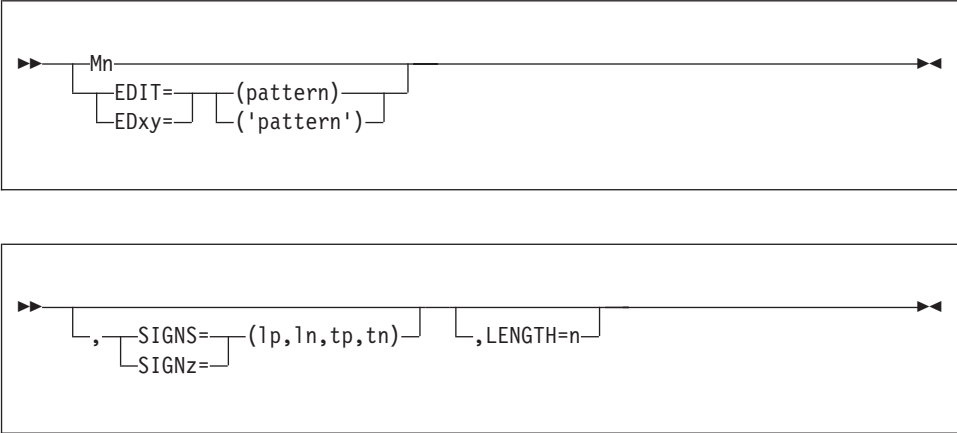 Mn
EDIT= (pattern)
EDxy= ('pattern')
, SIGNS= (lp,ln,tp,tn) ,LENGTH=n
SIGNz=